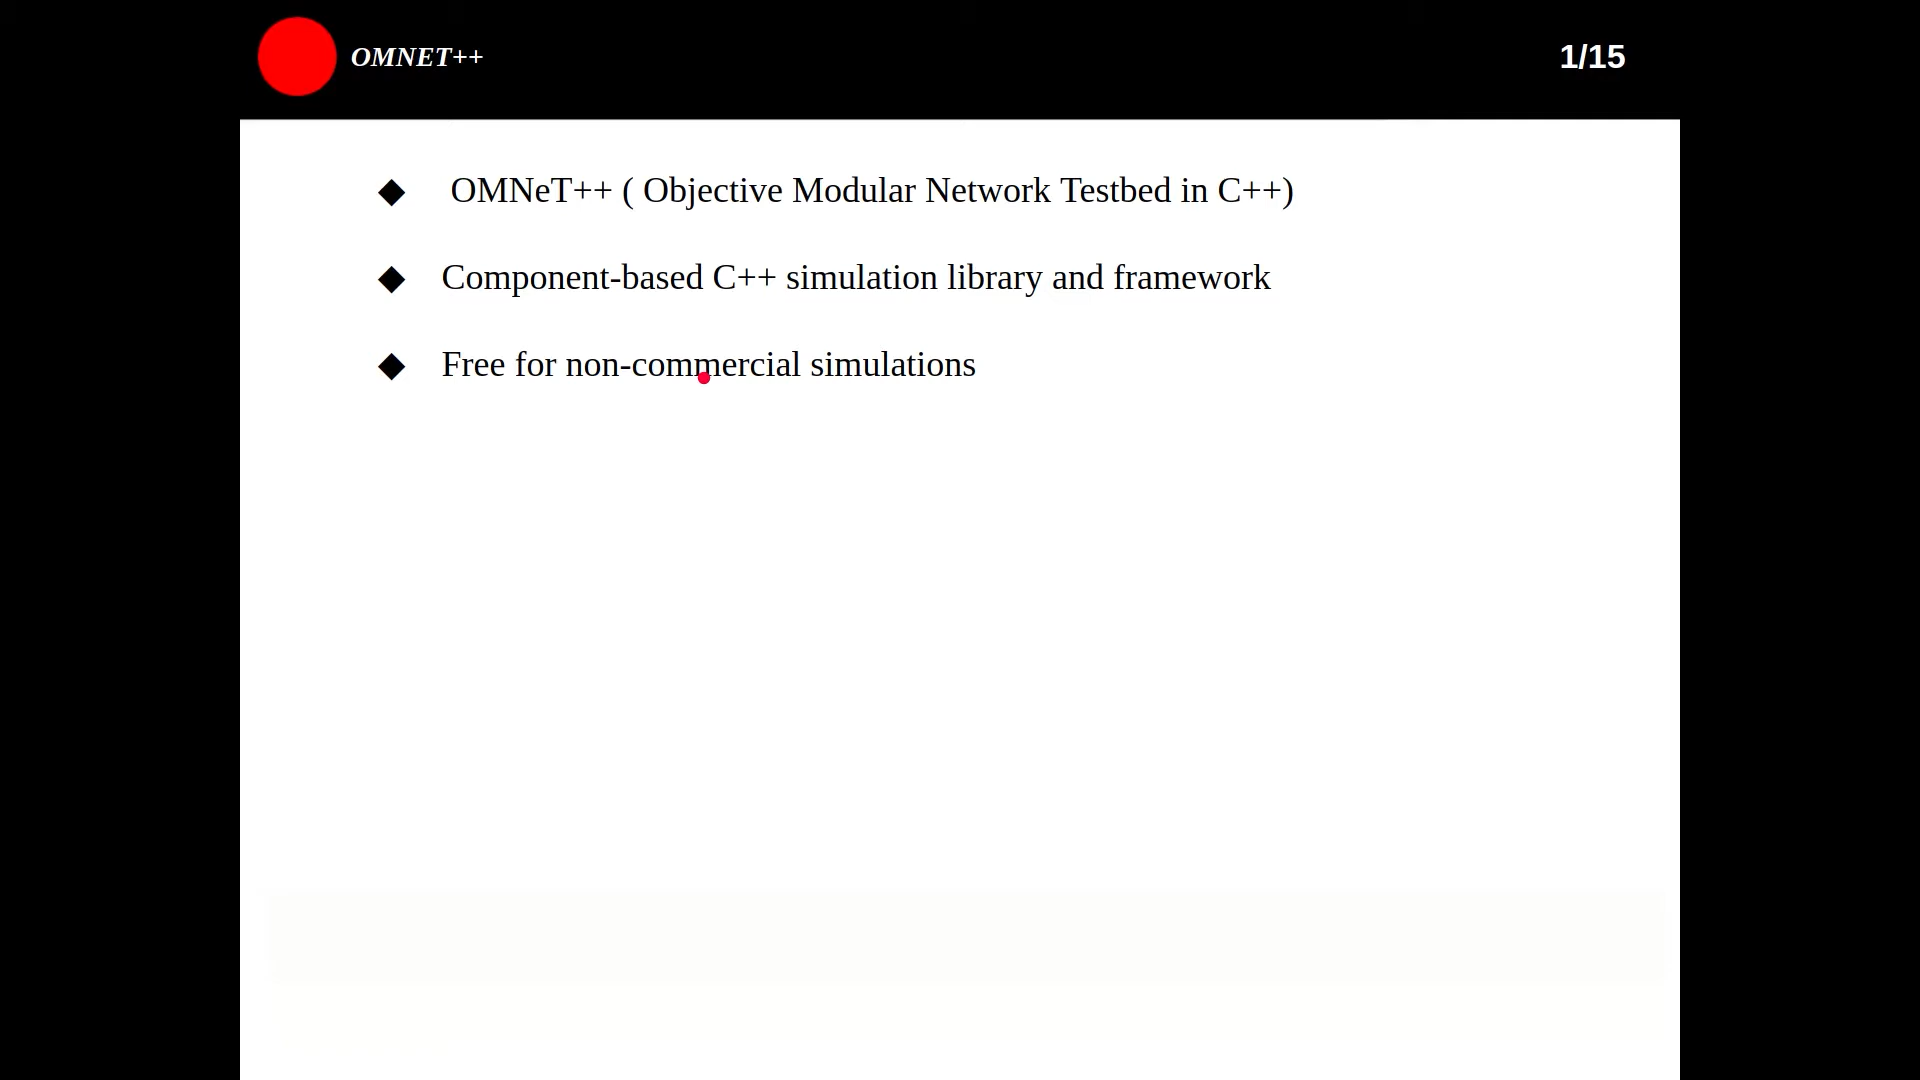 OMNET++
1/15
◆ OMNeT++ ( Objective Modular Network Testbed in C++)
◆ Component-based C++ simulation library and framework
◆ Free for non-commercial simulations